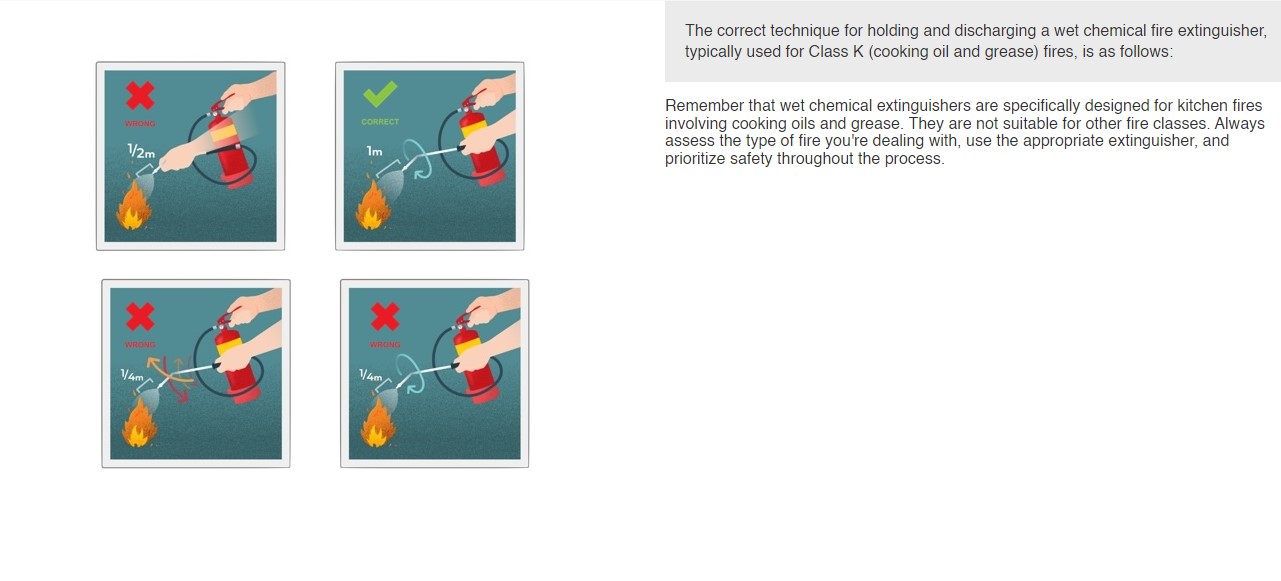 The correct technique for holding and discharging a wet chemical fire extinguisher,
typically used for Class K (cooking oil and grease) fires, is as follows:
Remember that wet chemical extinguishers are specifically designed for kitchen fires
involving cooking oils and grease. They are not suitable for other fire classes. Always
assess the type of fire you're dealing with, use the appropriate extinguisher, and
prioritize safety throughout the process.
WRONG
1/2m
CORRECT
1m
WRONG
1/4m
WRONG
1/4m